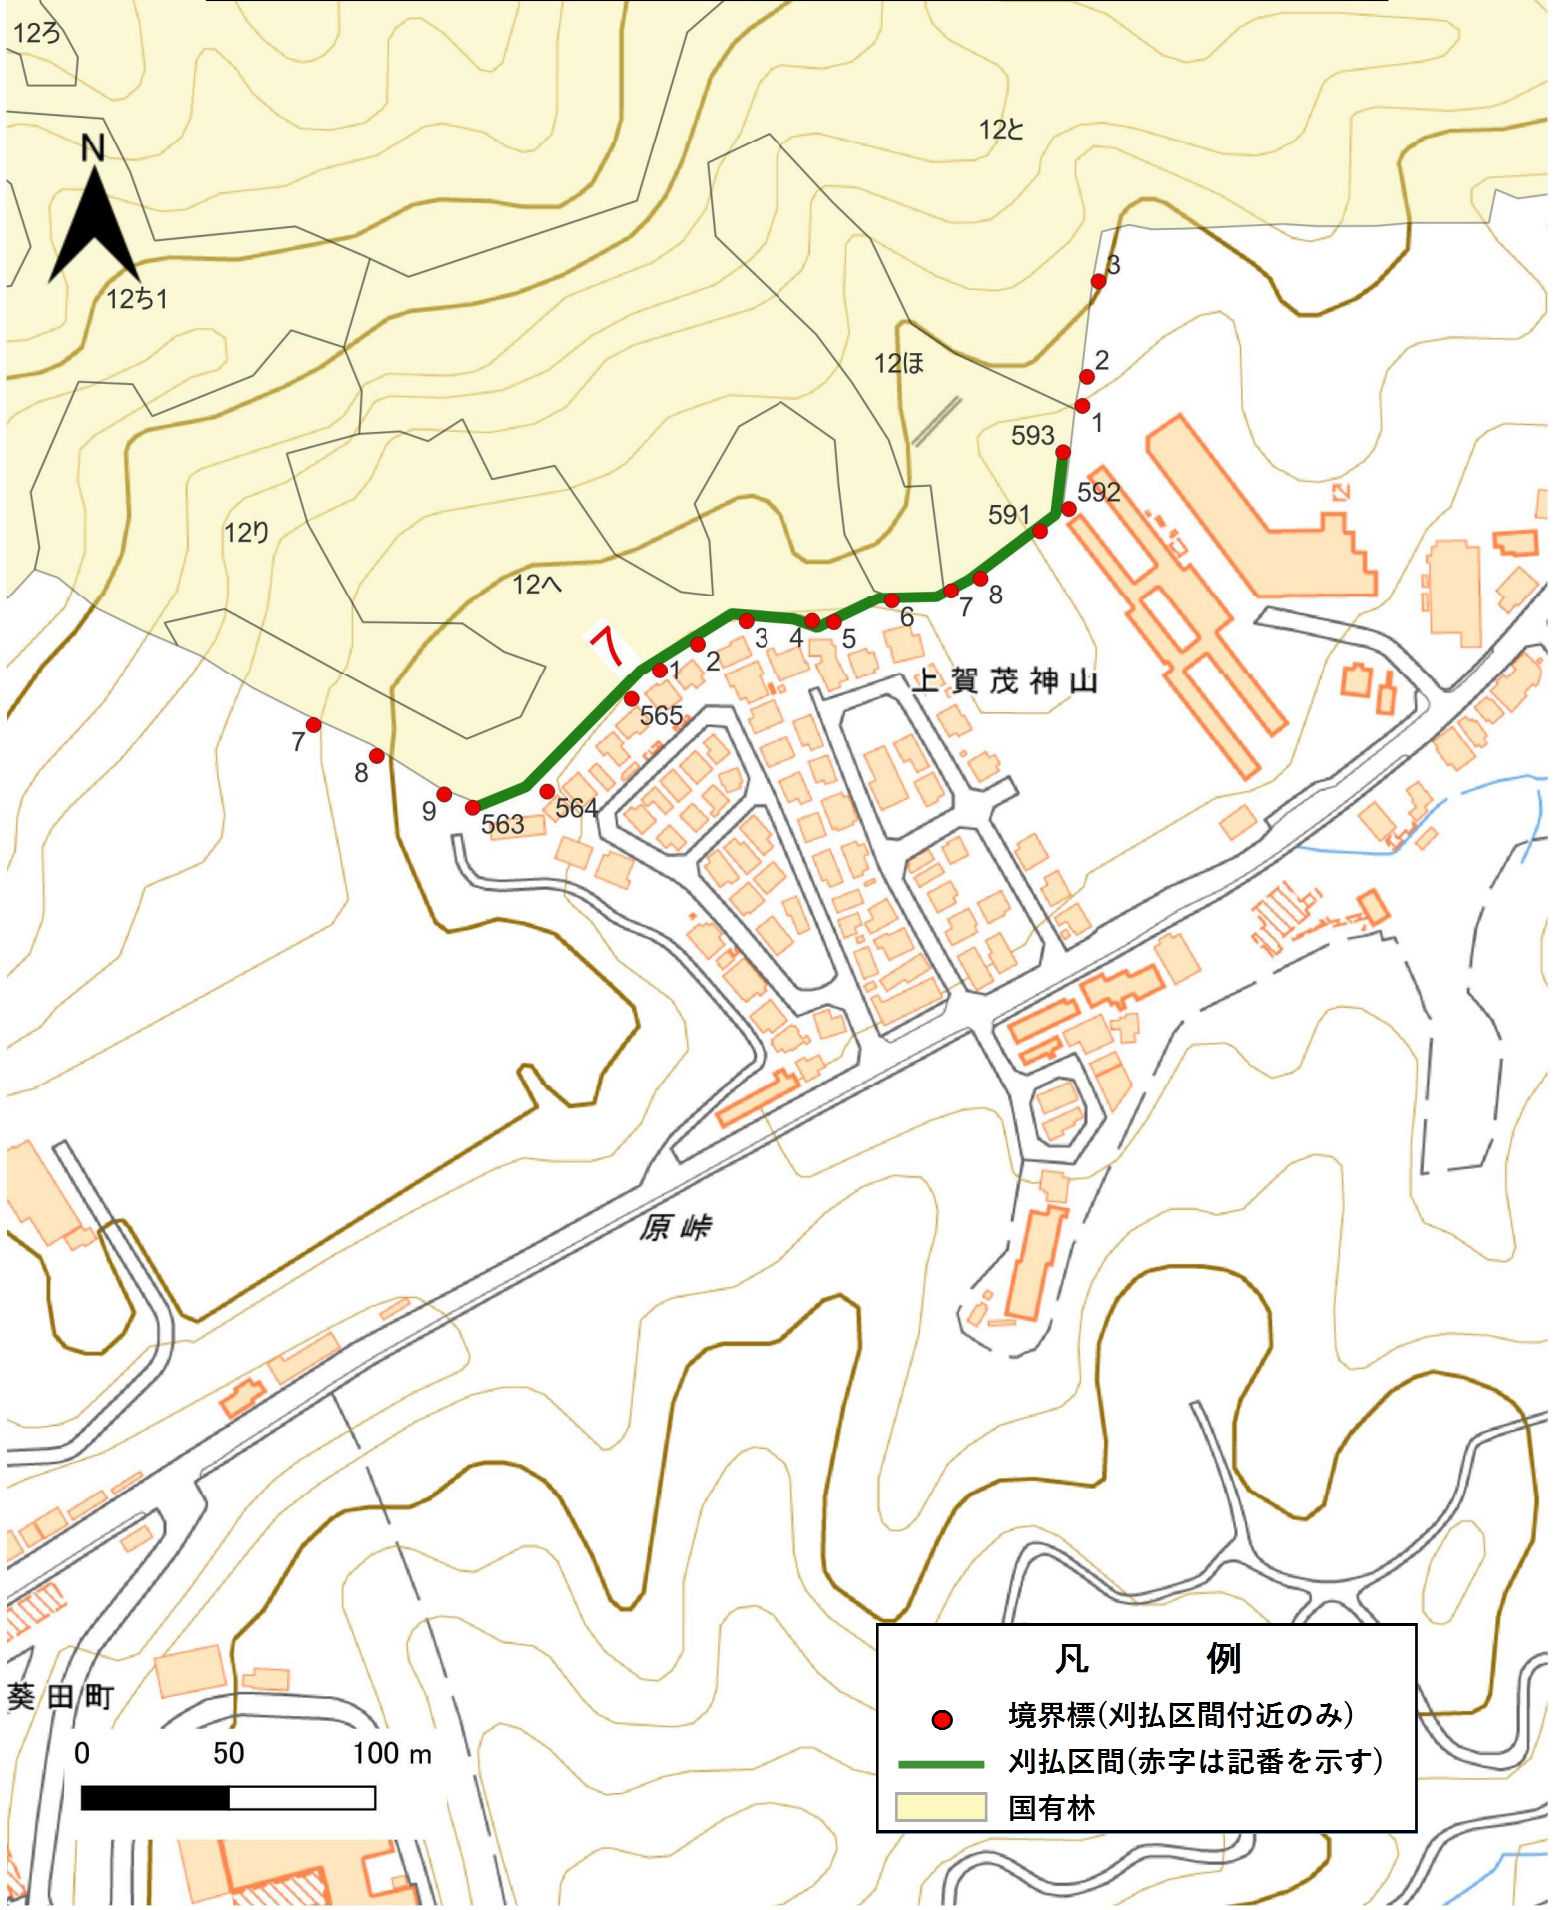 12ろ
12と
N
3
12ち1
12ほ
2
1
593
592
591
12り
12へ
8
7
6
5
4
3
2
1
7
上賀茂神山
565
7
8
9
563
564
原峠
葵田町
0 50 100 m
凡 例
境界標(刈払区間付近のみ)
刈払区間(赤字は記番を示す)
国有林